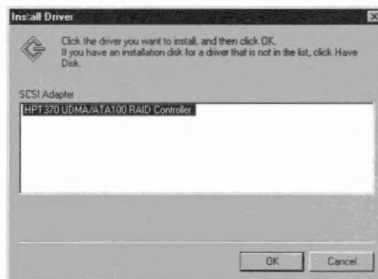 Install Driver
Click the driver you want to install, and then click OK.
If you have an installation disk for a driver that is not in the list, click Have
Disk.
SCSI Adapter
HPT370 UDMA/ATA100 RAID Controller
OK
Cancel